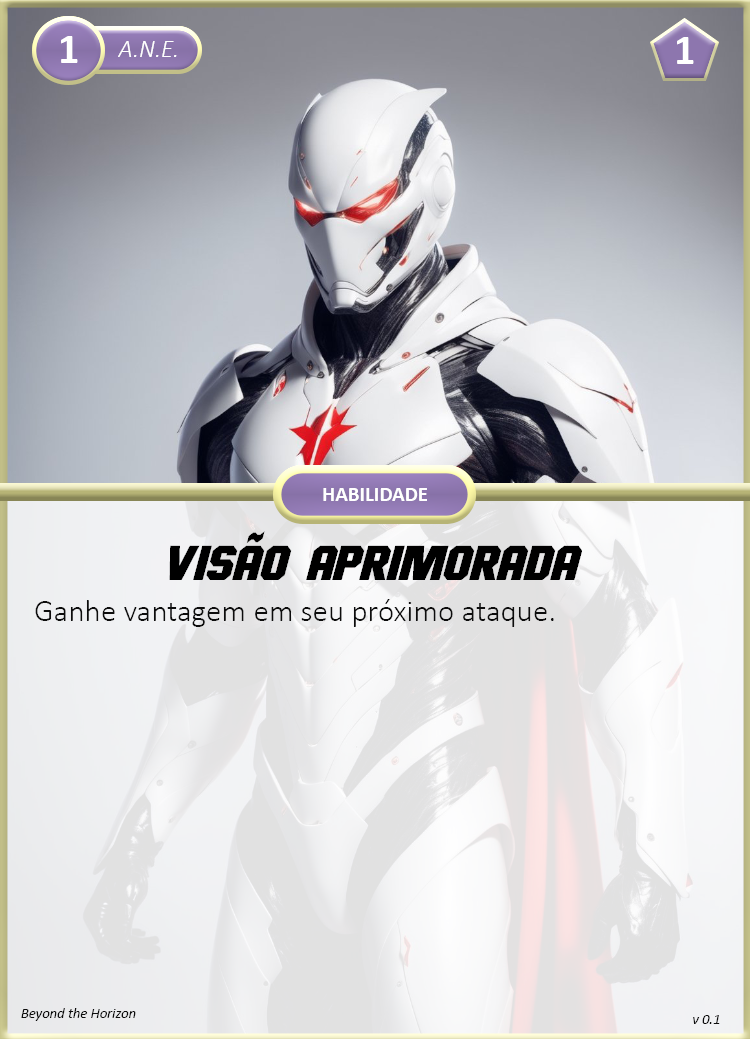 1 A.N.E. 1
HABILIDADE
VISÃO APRIMORADA
Ganhe vantagem em seu próximo ataque.
Beyond the Horizon v 0.1